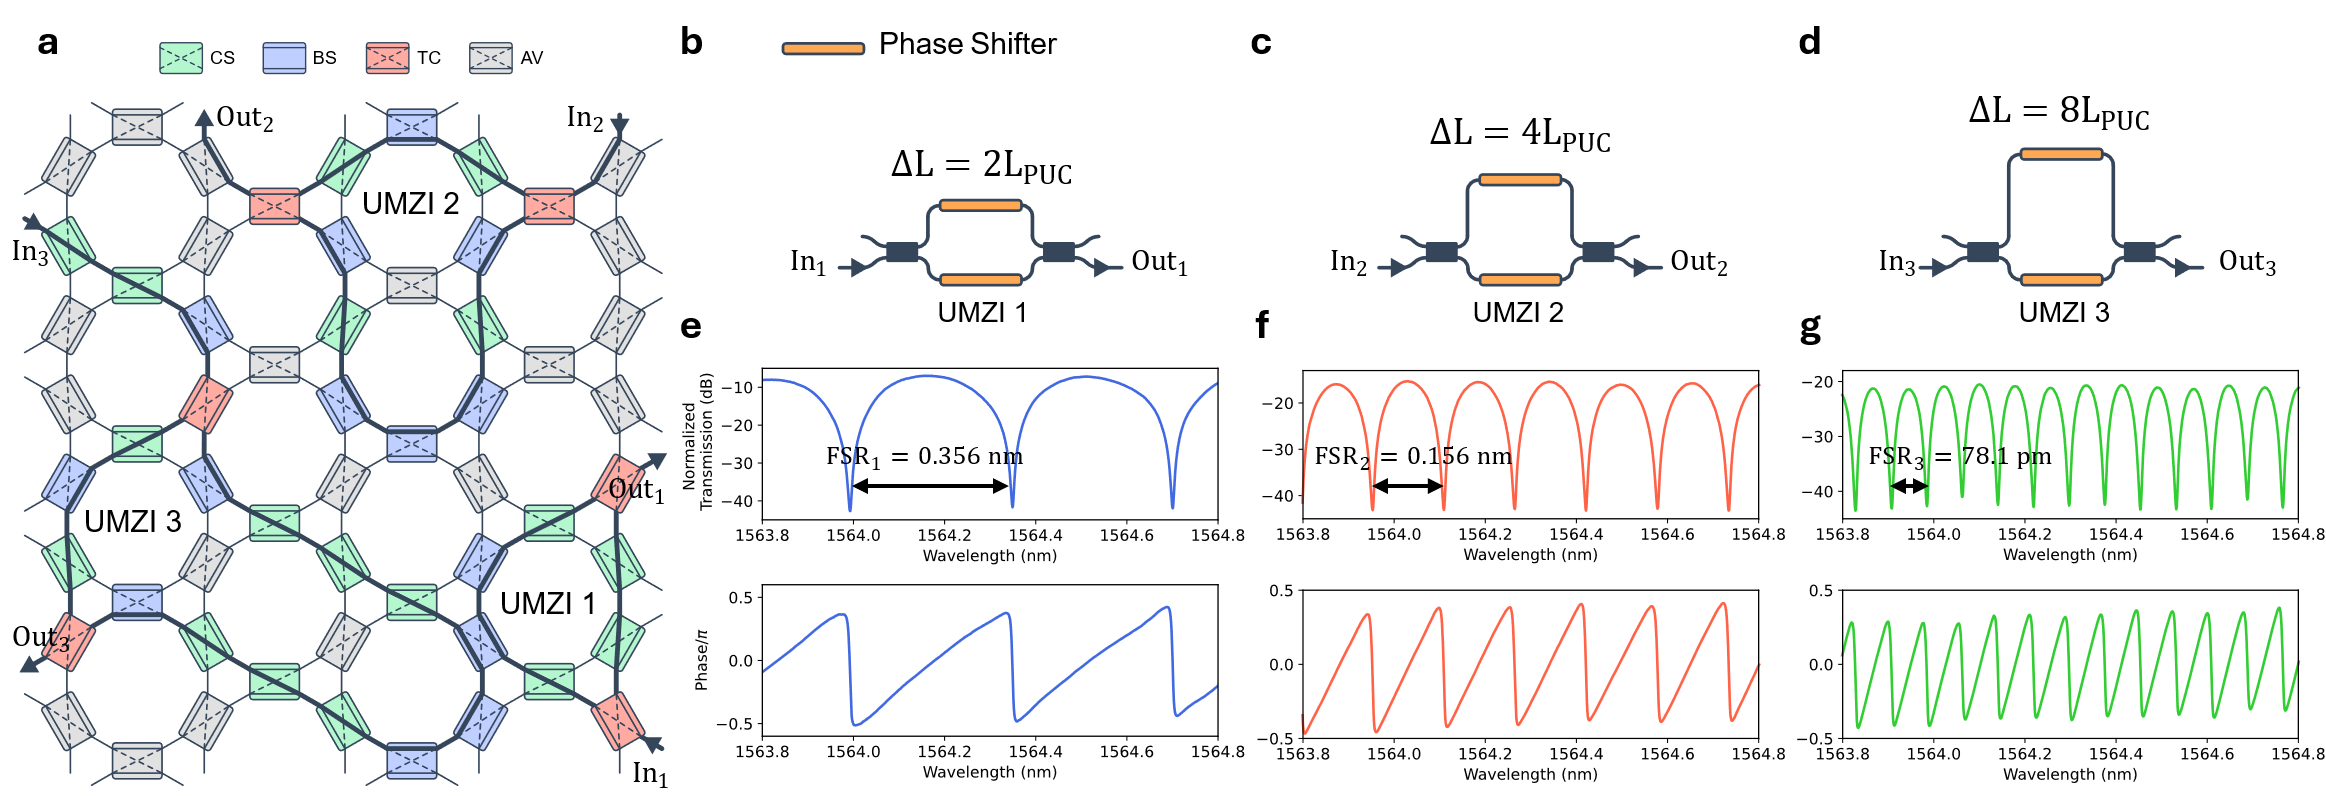 a
CS BS TC AV
Out2
In2
UMZI 2
In3
Out1
UMZI 3
UMZI 1
Out3
In1
b
Phase Shifter
ΔL = 2LPUC
In1
Out1
UMZI 1
c
ΔL = 4LPUC
In2
Out2
UMZI 2
d
ΔL = 8LPUC
In3
Out3
UMZI 3
e
Normalized
Transmission (dB)
−10
−20
−30
−40
FSR1 = 0.356 nm
1563.8 1564.0 1564.2 1564.4 1564.6 1564.8
Wavelength (nm)
Phase/π
0.5
0.0
−0.5
1563.8 1564.0 1564.2 1564.4 1564.6 1564.8
Wavelength (nm)
f
−20
−30
−40
FSR2 = 0.156 nm
1563.8 1564.0 1564.2 1564.4 1564.6 1564.8
Wavelength (nm)
0.5
0.0
−0.5
1563.8 1564.0 1564.2 1564.4 1564.6 1564.8
Wavelength (nm)
g
−20
−30
−40
FSR3 = 78.1 pm
1563.8 1564.0 1564.2 1564.4 1564.6 1564.8
Wavelength (nm)
0.5
0.0
−0.5
1563.8 1564.0 1564.2 1564.4 1564.6 1564.8
Wavelength (nm)